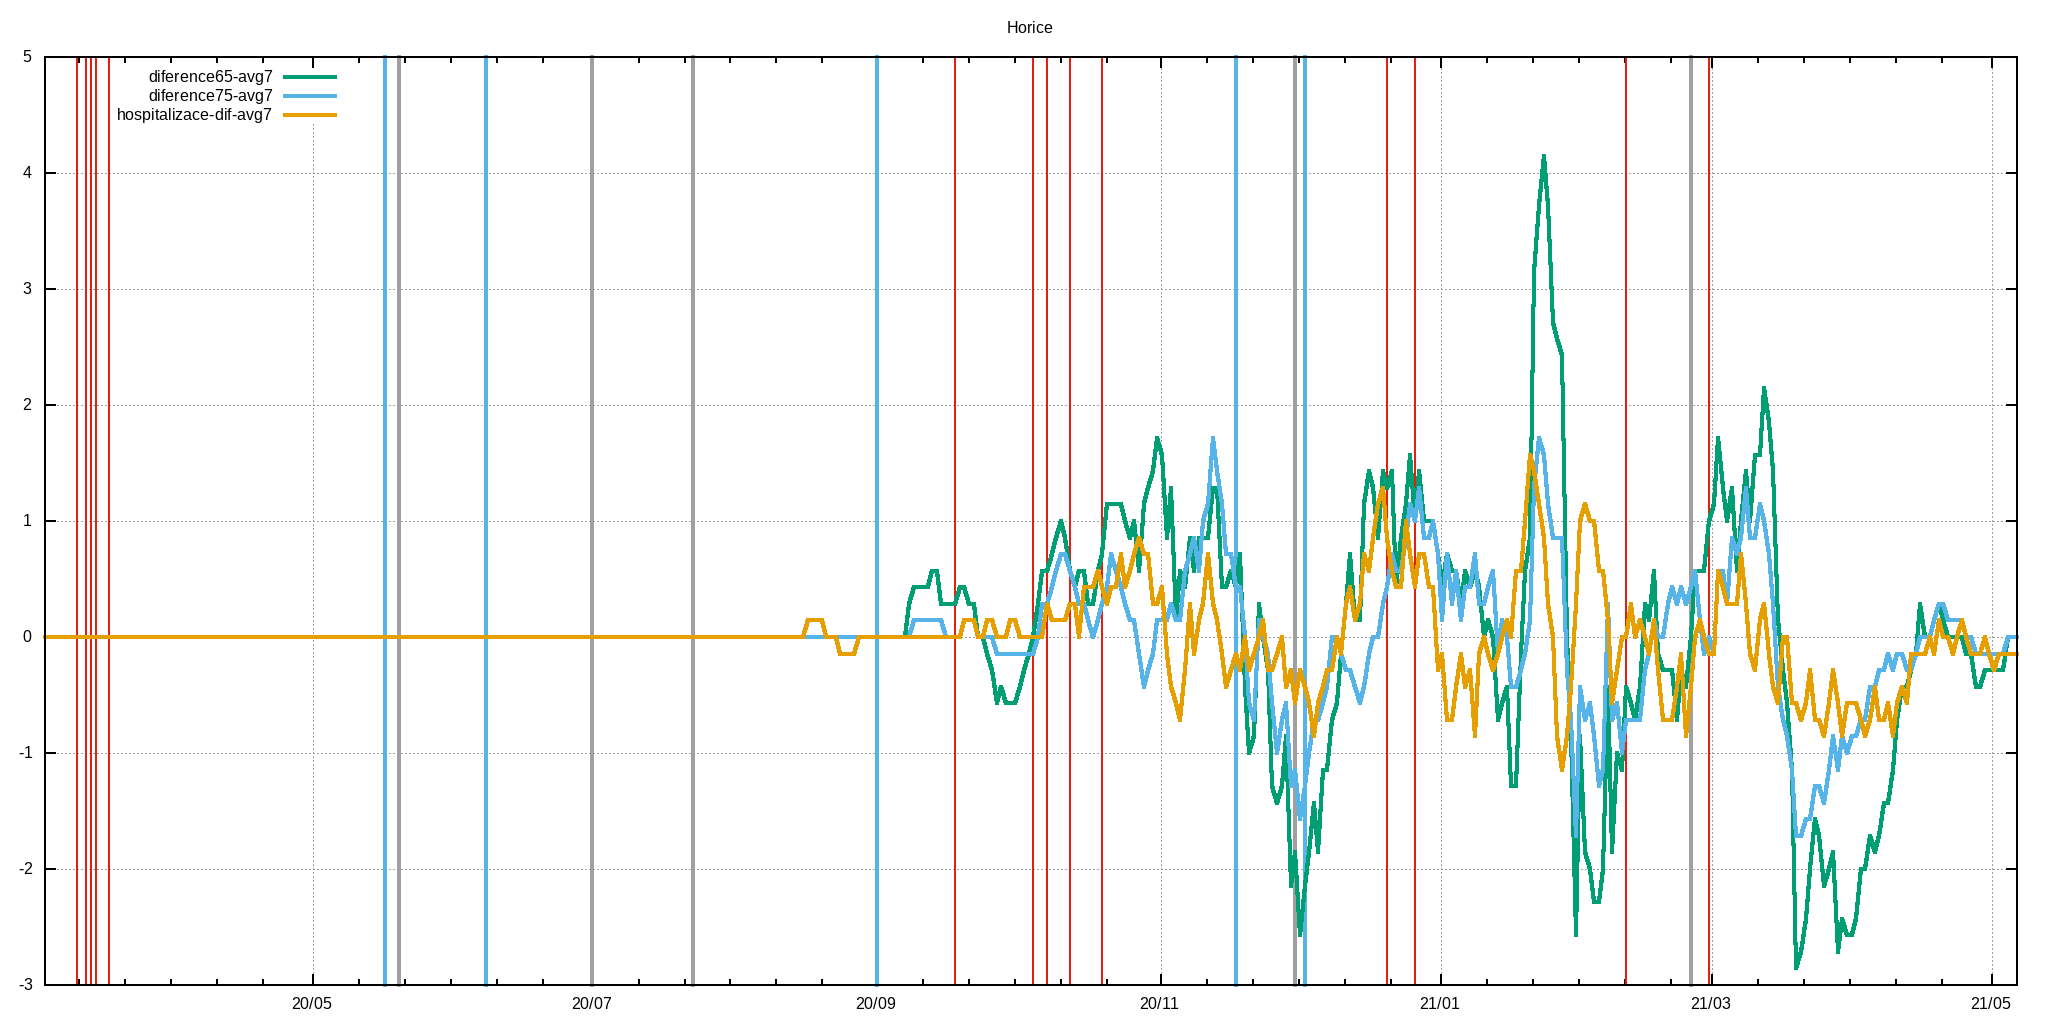 Horice
5
diference65-avg7
diference75-avg7
hospitalizace-dif-avg7
4
3
2
1
0
-1
-2
-3
20/05 20/07 20/09 20/11 21/01 21/03 21/05